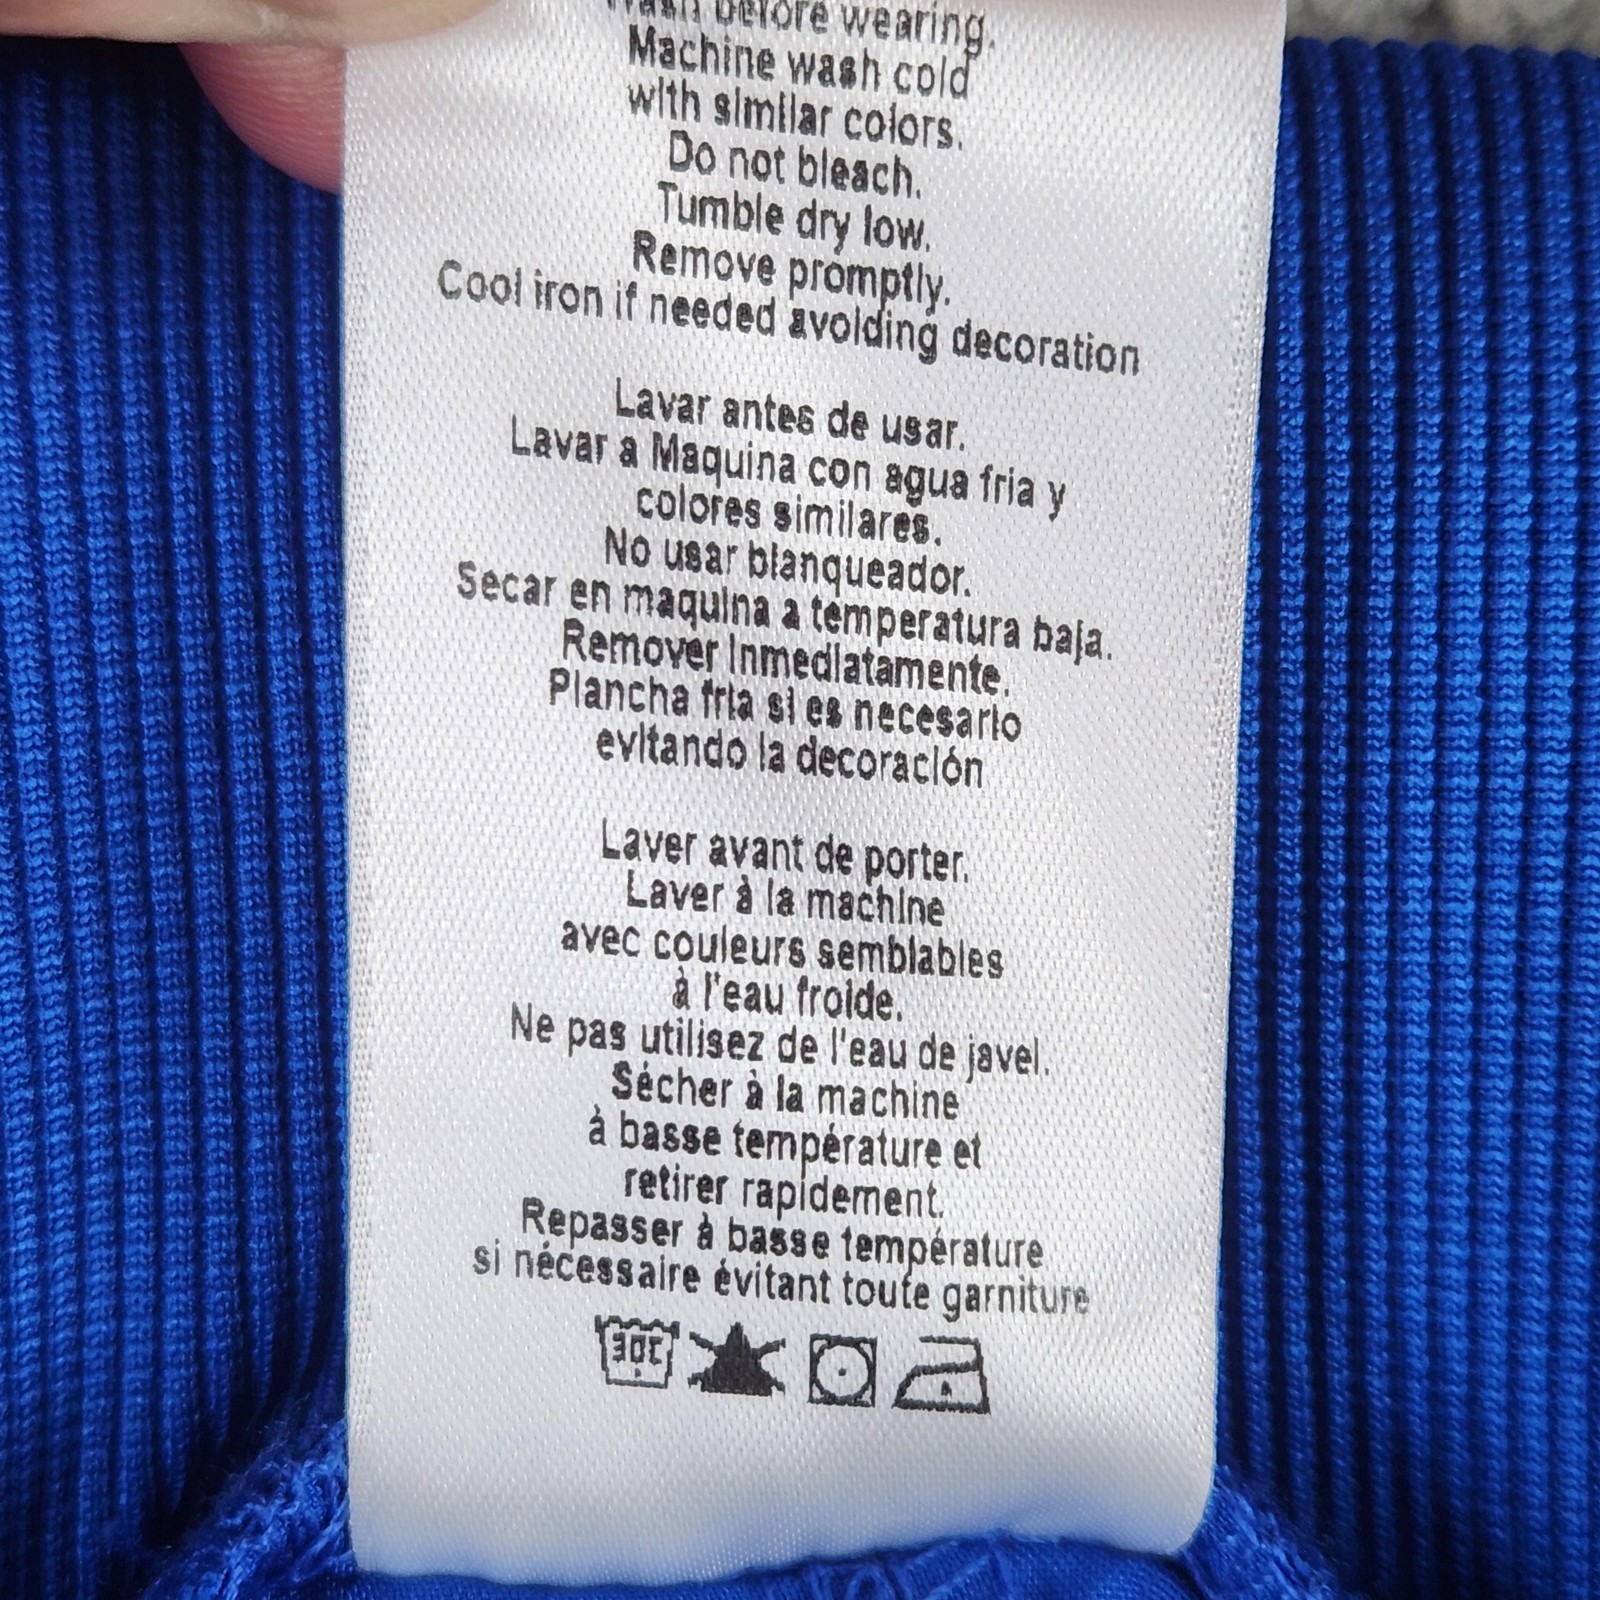 Wash before wearing.
Machine wash cold
with similar colors.
Do not bleach.
Tumble dry low.
Remove promptly.
Cool iron if needed avoiding decoration
Lavar antes de usar.
Lavar a Maquina con agua fria y
colores similares.
No usar blanqueador.
Secar en maquina a temperatura baja.
Remover Inmediatamente.
Plancha fria si es necesario
evitando la decoración
Laver avant de porter.
Laver à la machine
avec couleurs semblables
à l'eau froide.
Ne pas utilisez de l'eau de javel.
Sécher à la machine
à basse température et
retirer rapidement.
Repasser à basse température
si nécessaire évitant toute garniture
30C